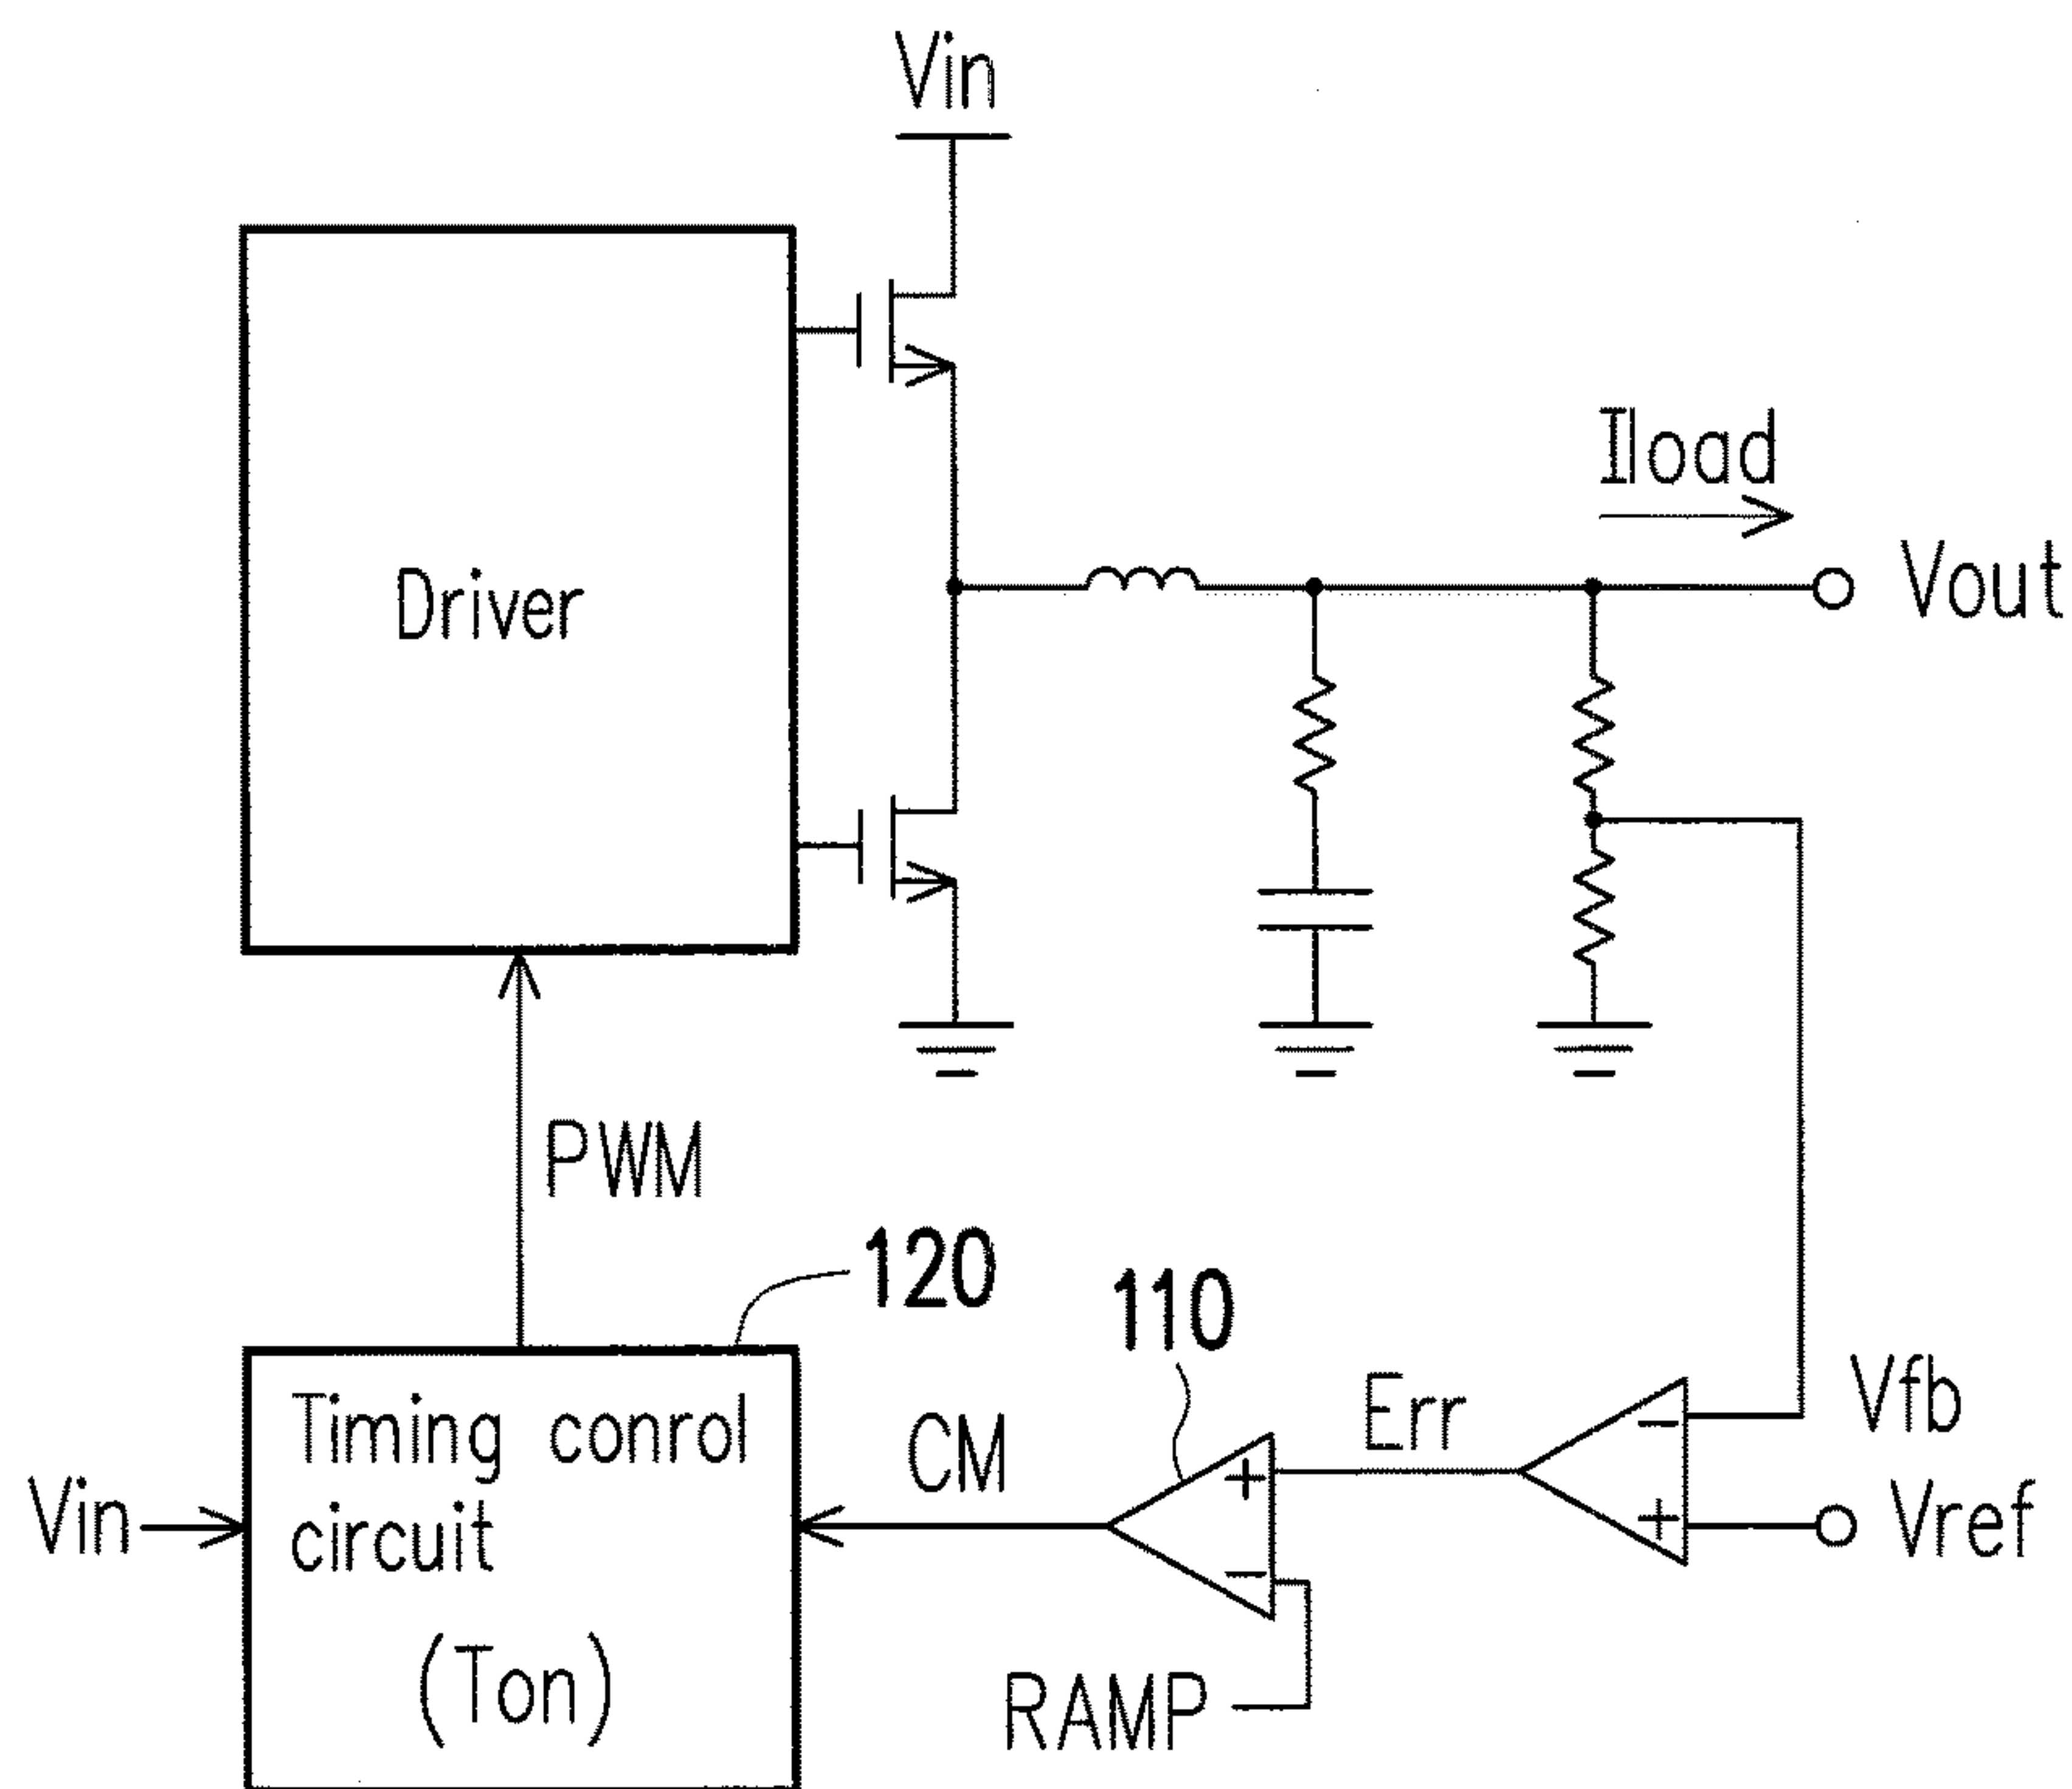 Vin
Iload
Vout
Driver
PWM
120
110
Err
Vfb
CM
Timing conrol
circuit
(Ton)
Vin
Vref
RAMP